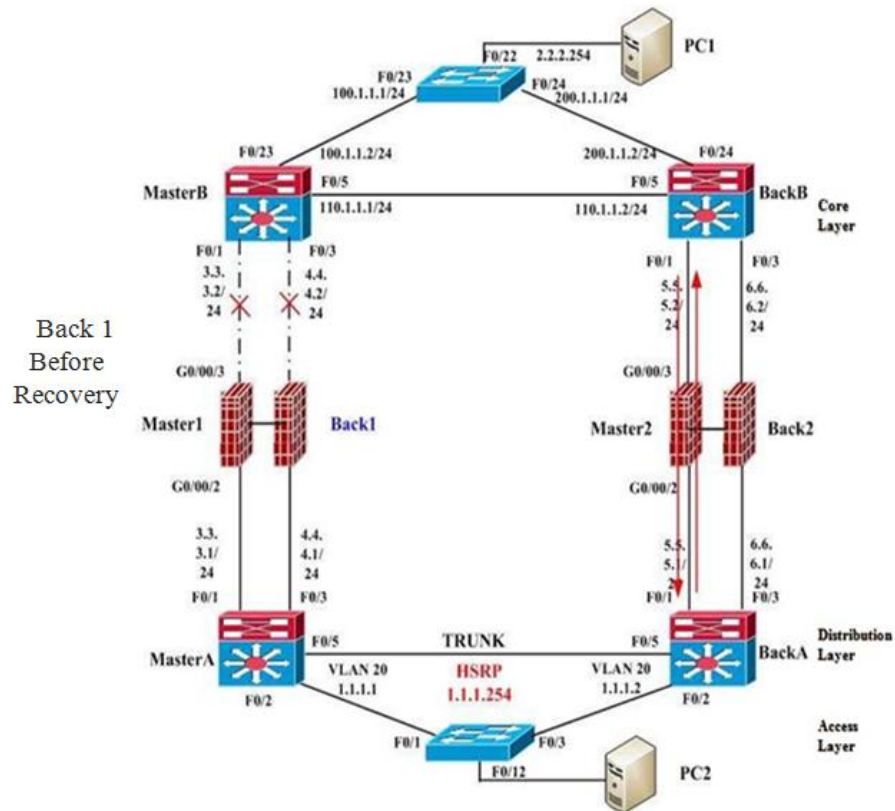 PC1
F0/22
2.2.2.254
F0/23
F0/24
100.1.1.1/24
200.1.1.1/24
F0/23
100.1.1.2/24
200.1.1.2/24
F0/24
MasterB
F0/5
F0/5
BackB
110.1.1.1/24
110.1.1.2/24
Core
Layer
F0/1
F0/3
F0/1
F0/3
3.3.
3.2/
24
4.4.
4.2/
24
5.5.
5.2/
24
6.6.
6.2/
24
Back 1
Before
Recovery
G0/00/3
G0/00/3
Master1
Back1
Master2
Back2
G0/00/2
G0/00/2
3.3.
3.1/
24
4.4.
4.1/
24
5.5.
5.1/
6.6.
6.1/
24
F0/1
F0/3
F0/1
F0/3
MasterA
F0/5
TRUNK
F0/5
BackA
Distribution
Layer
VLAN 20
1.1.1.1
HSRP
1.1.1.254
VLAN 20
1.1.1.2
F0/2
F0/2
F0/1
F0/3
Access
Layer
F0/12
PC2